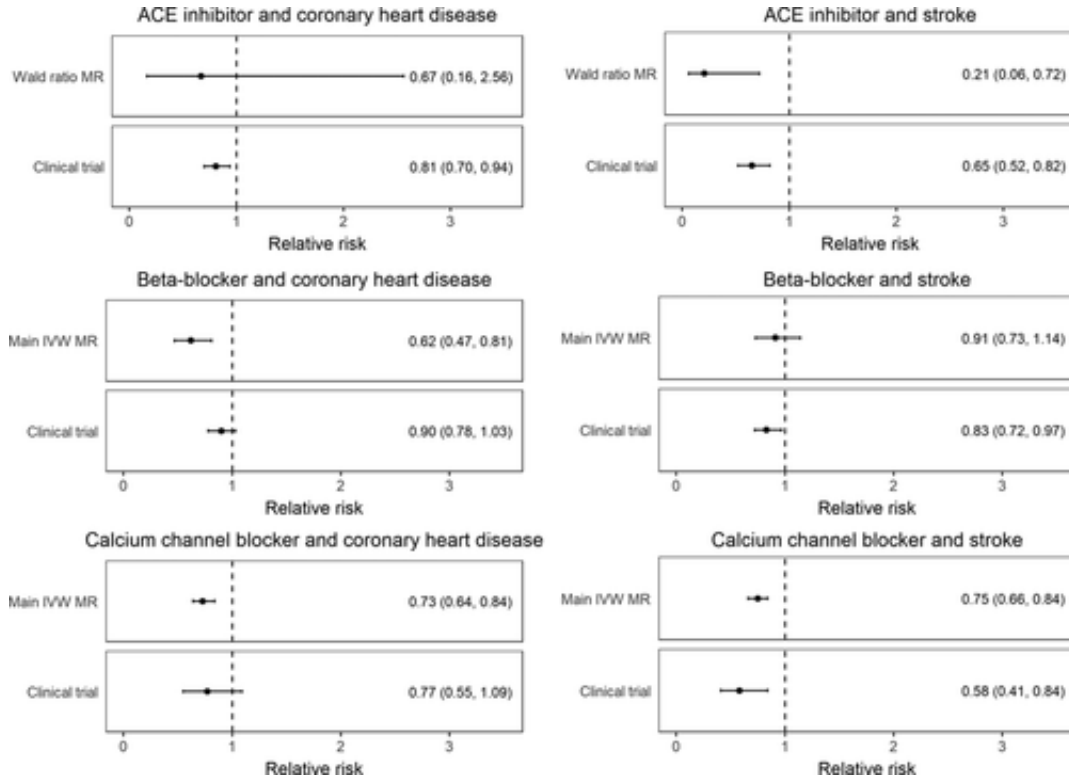 ACE inhibitor and coronary heart disease
Wald ratio MR
0.67 (0.16, 2.56)
Clinical trial
0.81 (0.70, 0.94)
0 1 2 3
Relative risk
ACE inhibitor and stroke
Wald ratio MR
0.21 (0.06, 0.72)
Clinical trial
0.65 (0.52, 0.82)
0 1 2 3
Relative risk
Beta-blocker and coronary heart disease
Main IVW MR
0.62 (0.47, 0.81)
Clinical trial
0.90 (0.78, 1.03)
0 1 2 3
Relative risk
Beta-blocker and stroke
Main IVW MR
0.91 (0.73, 1.14)
Clinical trial
0.83 (0.72, 0.97)
0 1 2 3
Relative risk
Calcium channel blocker and coronary heart disease
Main IVW MR
0.73 (0.64, 0.84)
Clinical trial
0.77 (0.55, 1.09)
0 1 2 3
Relative risk
Calcium channel blocker and stroke
Main IVW MR
0.75 (0.66, 0.84)
Clinical trial
0.58 (0.41, 0.84)
0 1 2 3
Relative risk